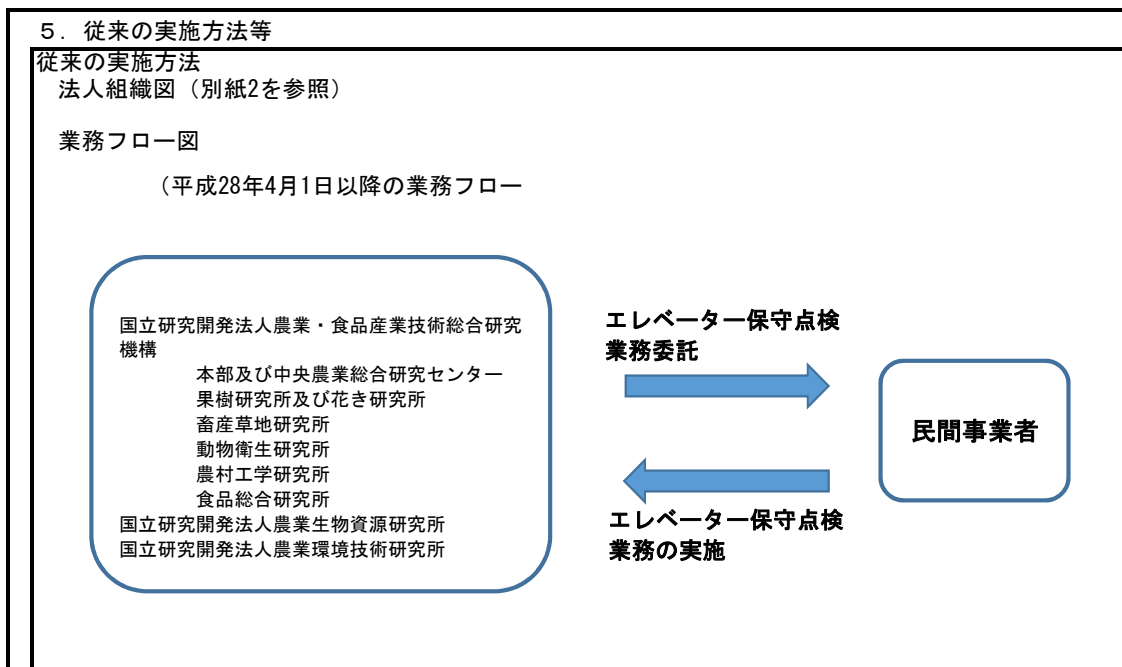 ５．従来の実施方法等
従来の実施方法
法人組織図（別紙2を参照）
業務フロー図
（平成28年4月1日以降の業務フロー
国立研究開発法人農業・食品産業技術総合研究
機構
本部及び中央農業総合研究センター
果樹研究所及び花き研究所
畜産草地研究所
動物衛生研究所
農村工学研究所
食品総合研究所
国立研究開発法人農業生物資源研究所
国立研究開発法人農業環境技術研究所
エレベーター保守点検
業務委託
エレベーター保守点検
業務の実施
民間事業者